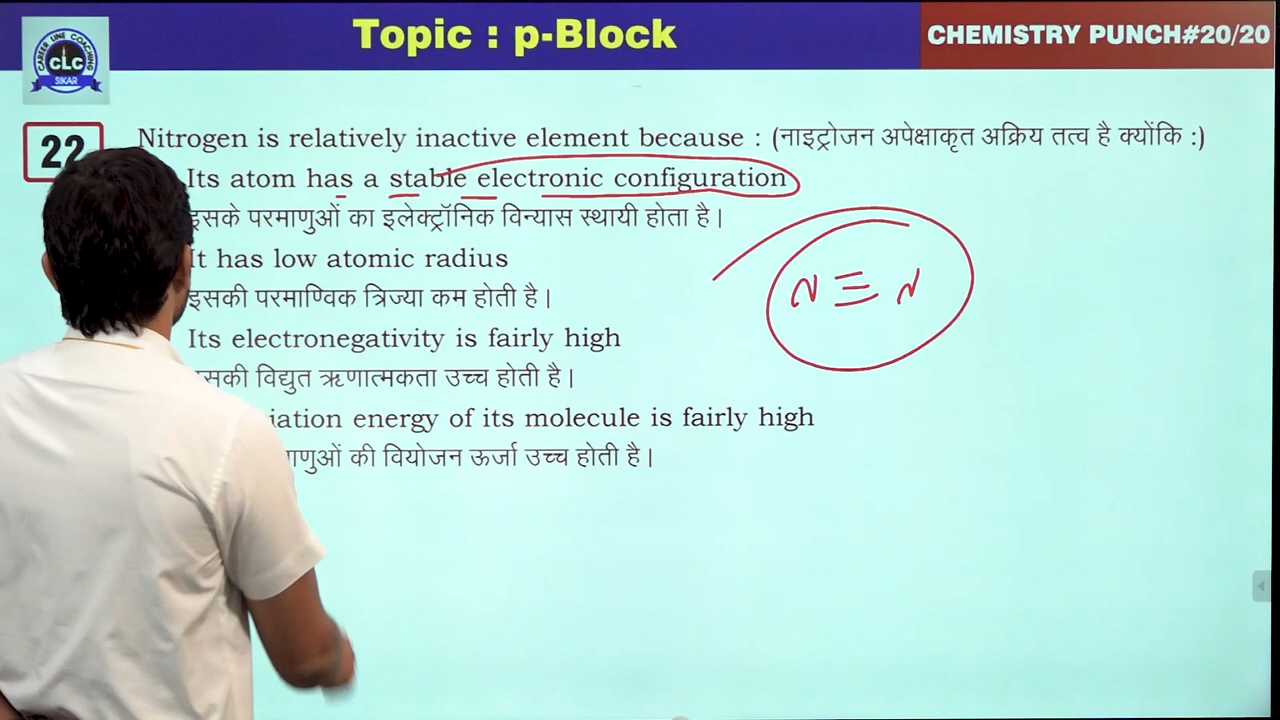 Topic : p-Block
CHEMISTRY PUNCH#20/20
CAREER LINE COACHING
CLC
SIKAR
22
Nitrogen is relatively inactive element because : (नाइट्रोजन अपेक्षाकृत अक्रिय तत्व है क्योंकि :)
Its atom has a stable electronic configuration
इसके परमाणुओं का इलेक्ट्रॉनिक विन्यास स्थायी होता है।
It has low atomic radius
N ≡ N
इसकी परमाण्विक त्रिज्या कम होती है।
Its electronegativity is fairly high
विद्युत ऋणात्मकता उच्च होती है।
energy of its molecule is fairly high
की वियोजन ऊर्जा उच्च होती है।